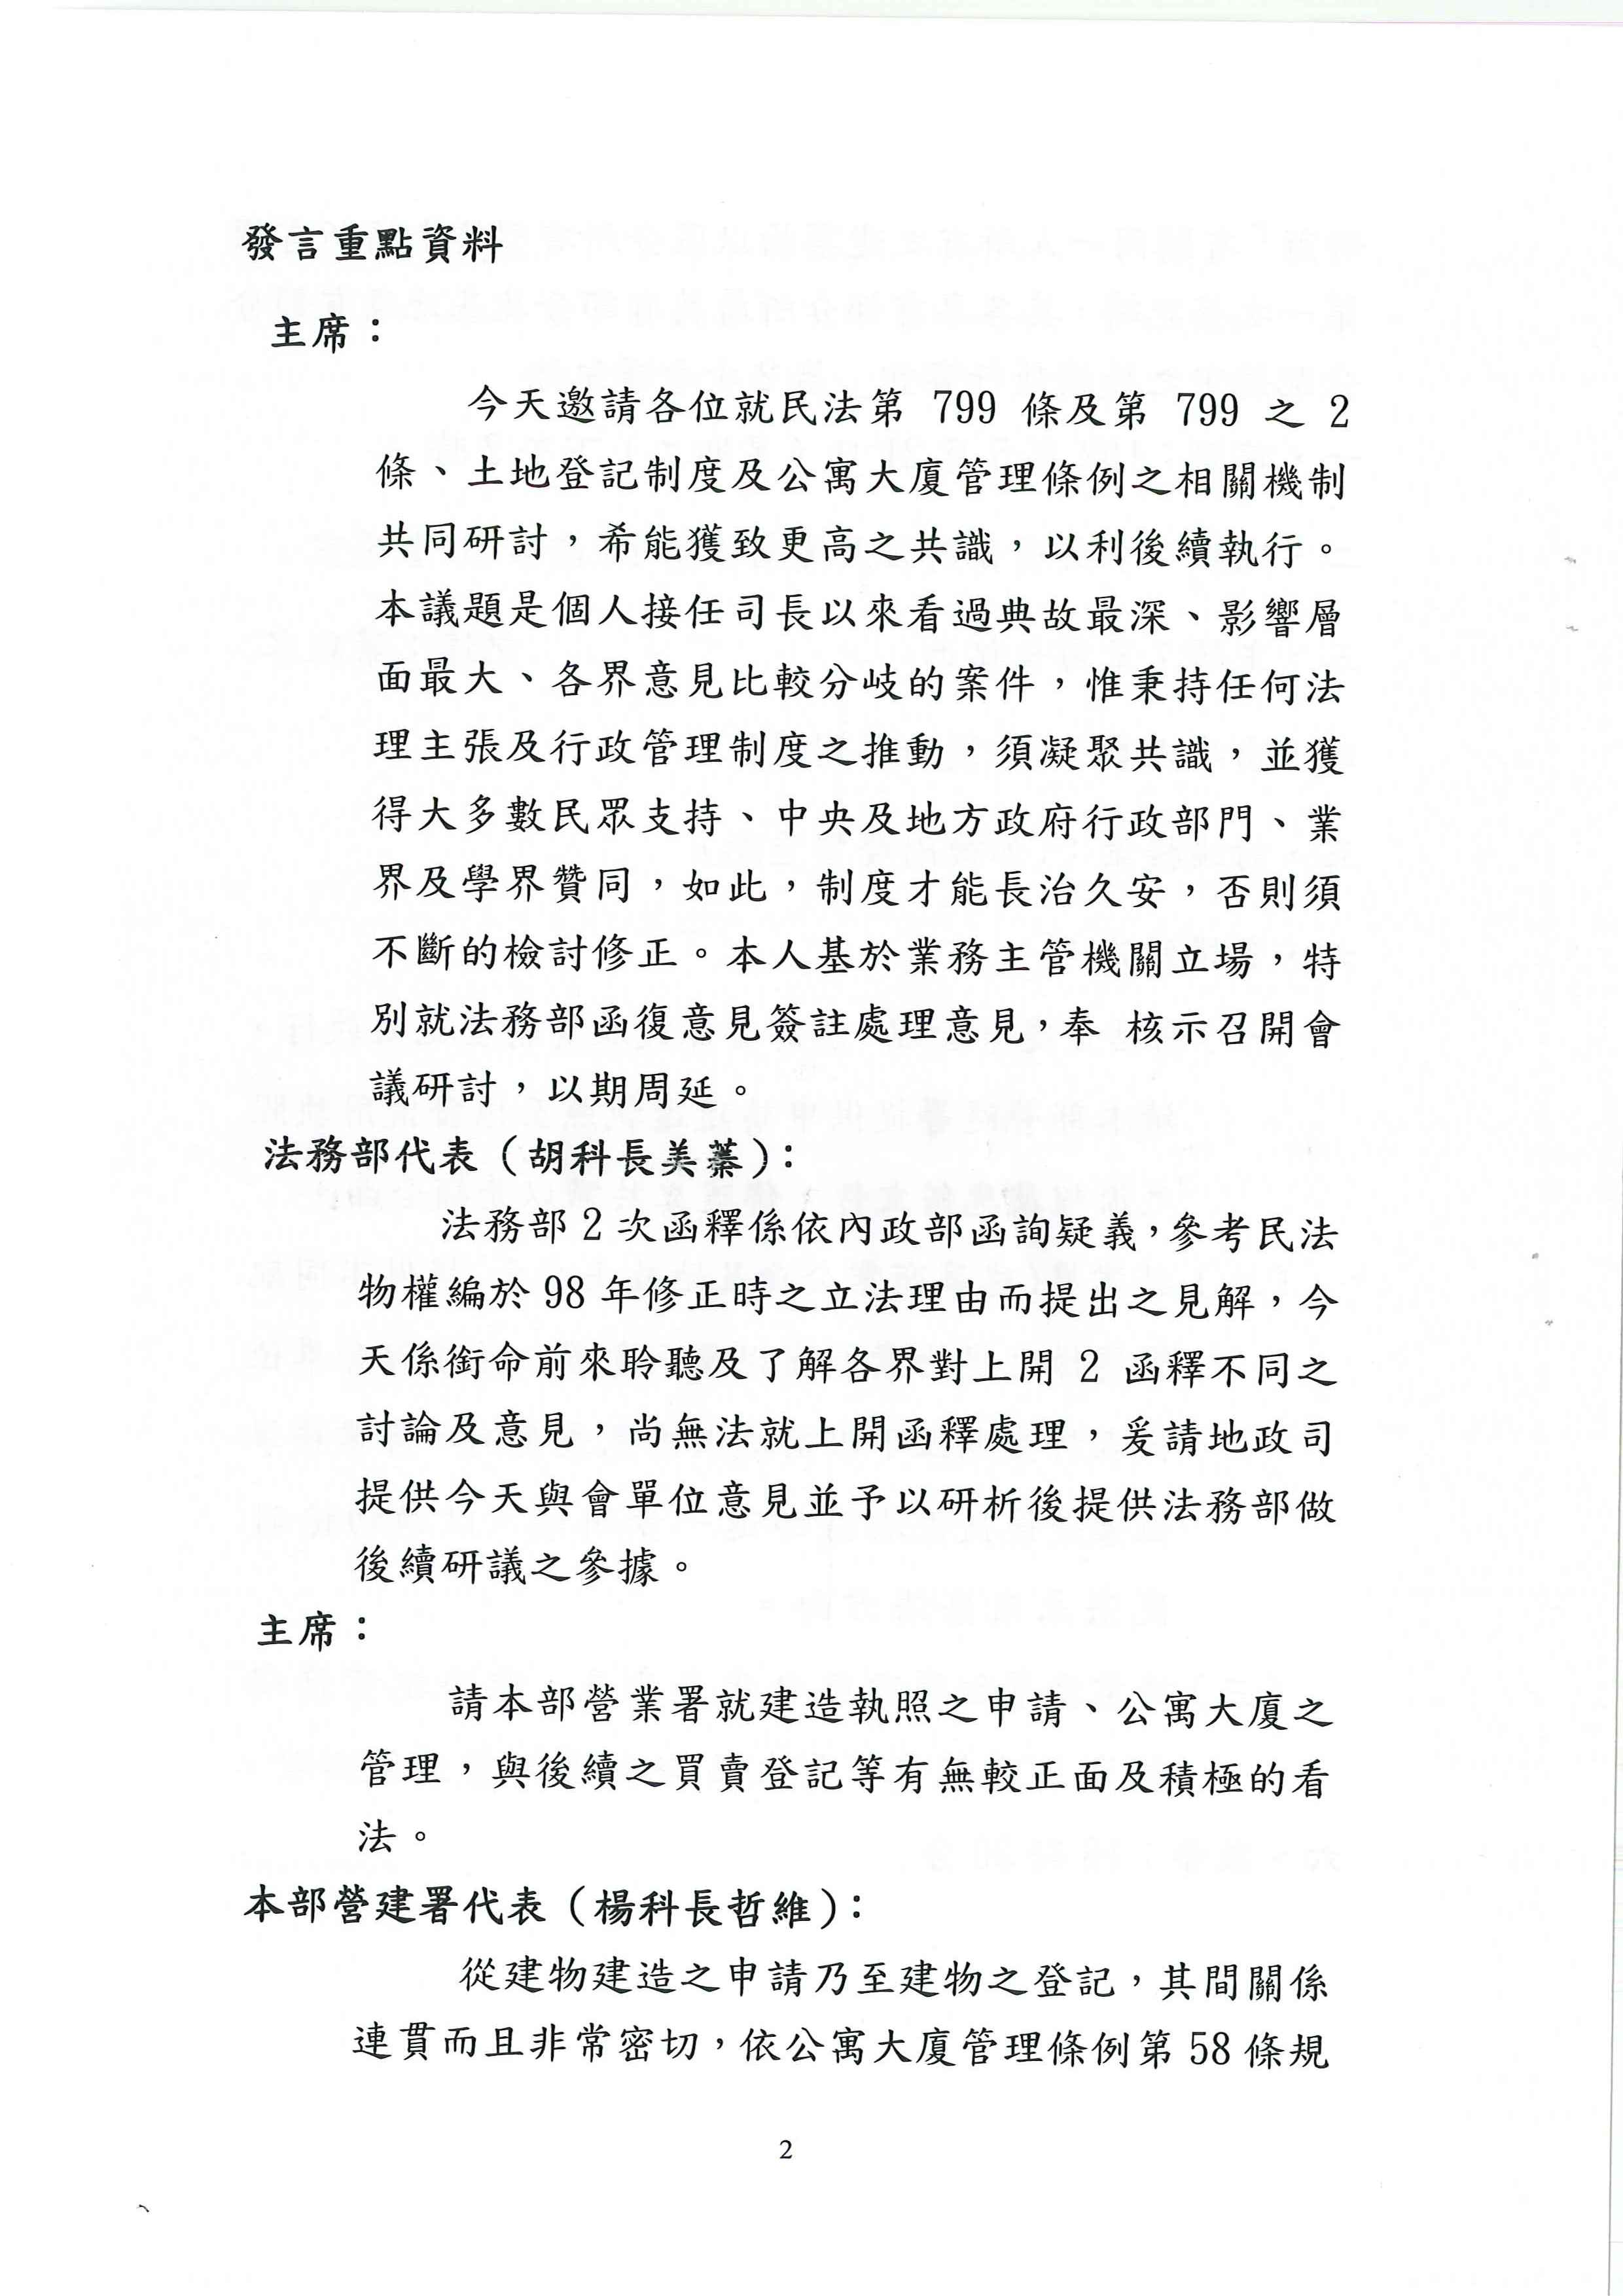 發言重點資料
主席：
今天邀請各位就民法第 799 條及第 799 之 2
條、土地登記制度及公寓大廈管理條例之相關機制
共同研討，希能獲致更高之共識，以利後續執行。
本議題是個人接任司長以來看過典故最深、影響層
面最大、各界意見比較分歧的案件，惟秉持任何法
理主張及行政管理制度之推動，須凝聚共識，並獲
得大多數民眾支持、中央及地方政府行政部門、業
界及學界贊同，如此，制度才能長治久安，否則須
不斷的檢討修正。本人基於業務主管機關立場，特
別就法務部函復意見簽註處理意見，奉 核示召開會
議研討，以期周延。
法務部代表（胡科長美蓁）：
法務部 2 次函釋係依內政部函詢疑義，參考民法
物權編於 98 年修正時之立法理由而提出之見解，今
天係銜命前來聆聽及了解各界對上開 2 函釋不同之
討論及意見，尚無法就上開函釋處理，爰請地政司
提供今天與會單位意見並予以研析後提供法務部做
後續研議之參據。
主席：
請本部營業署就建造執照之申請、公寓大廈之
管理，與後續之買賣登記等有無較正面及積極的看
法。
本部營建署代表（楊科長哲維）：
從建物建造之申請乃至建物之登記，其間關係
連貫而且非常密切，依公寓大廈管理條例第 58 條規
2